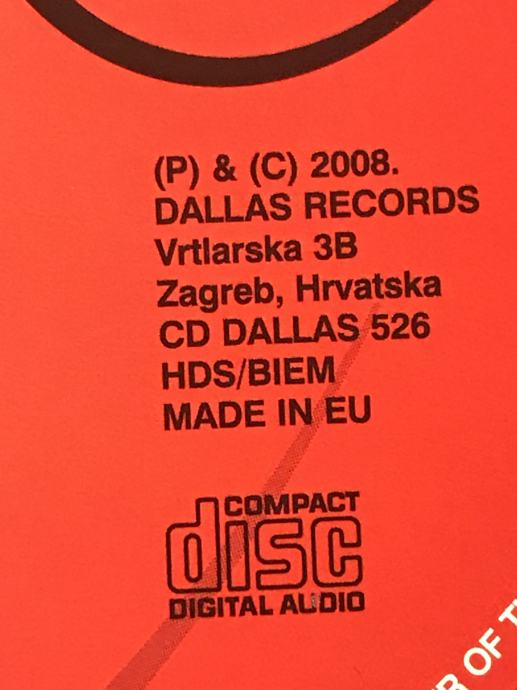 (P) & (C) 2008.
DALLAS RECORDS
Vrtlarska 3B
Zagreb, Hrvatska
CD DALLAS 526
HDS/BIEM
MADE IN EU
COMPACT
disc
DIGITAL AUDIO
OF